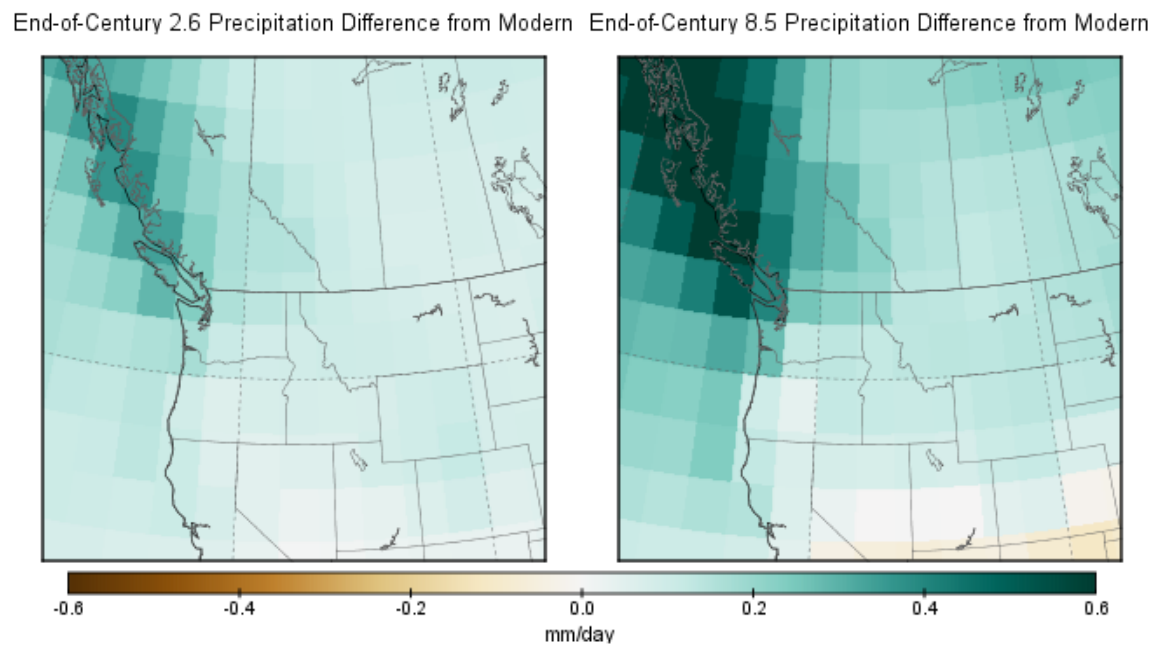 End-of-Century 2.6 Precipitation Difference from Modern
End-of-Century 8.5 Precipitation Difference from Modern
-0.6 -0.4 -0.2 0.0 0.2 0.4 0.6
mm/day